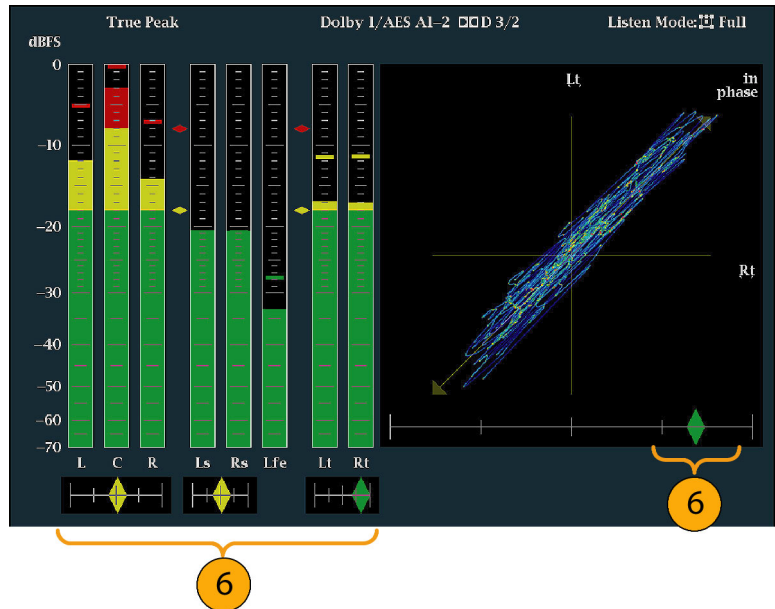 True Peak Dolby 1/AES A1–2 D 3/2 Listen Mode: Full
dBFS
0
–10
–20
–30
–40
–50
–60
–70
L C R Ls Rs Lfe Lt Rt
Lt
in
phase
Rt
6
6